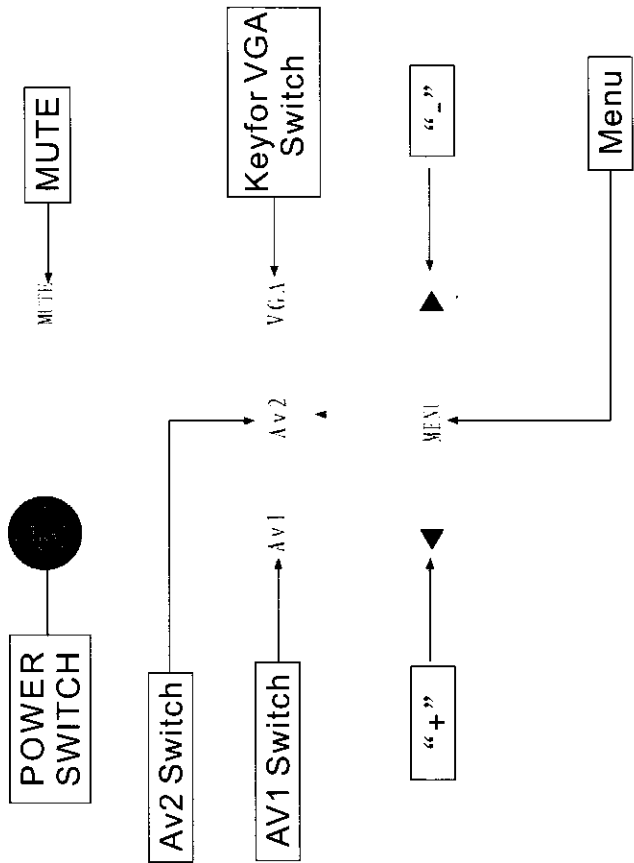 POWER
SWITCH
MUTE
MUTE
Av2 Switch
AV1 Switch
Av1
Av2
VGA
Keyfor VGA
Switch
“+”
MENU
“-”
Menu